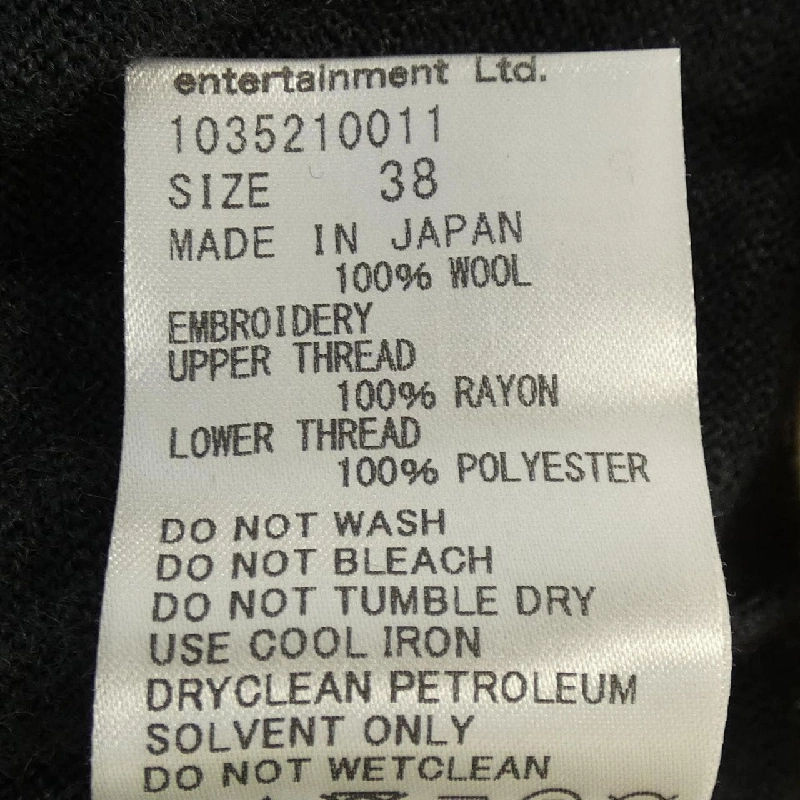 entertainment Ltd.
1035210011
SIZE 38
MADE IN JAPAN
100% WOOL
EMBROIDERY
UPPER THREAD
100% RAYON
LOWER THREAD
100% POLYESTER
DO NOT WASH
DO NOT BLEACH
DO NOT TUMBLE DRY
USE COOL IRON
DRYCLEAN PETROLEUM
SOLVENT ONLY
DO NOT WETCLEAN